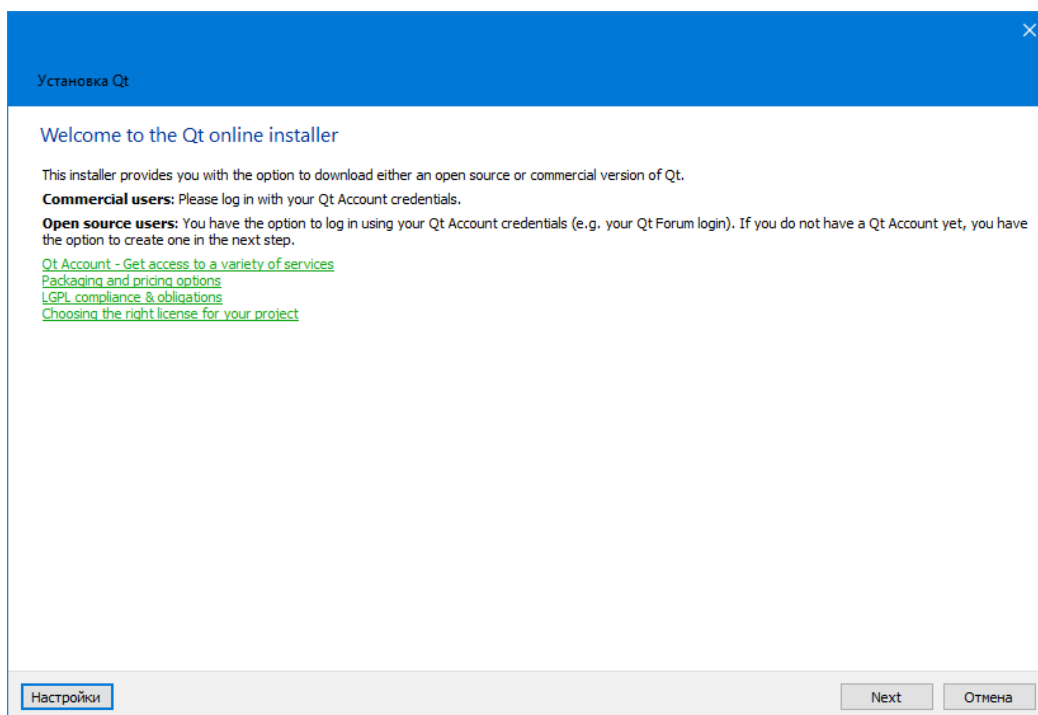 Установка Qt
Welcome to the Qt online installer
This installer provides you with the option to download either an open source or commercial version of Qt.
Commercial users: Please log in with your Qt Account credentials.
Open source users: You have the option to log in using your Qt Account credentials (e.g. your Qt Forum login). If you do not have a Qt Account yet, you have
the option to create one in the next step.
Qt Account - Get access to a variety of services
Packaging and pricing options
LGPL compliance & obligations
Choosing the right license for your project
Настройки Next Отмена